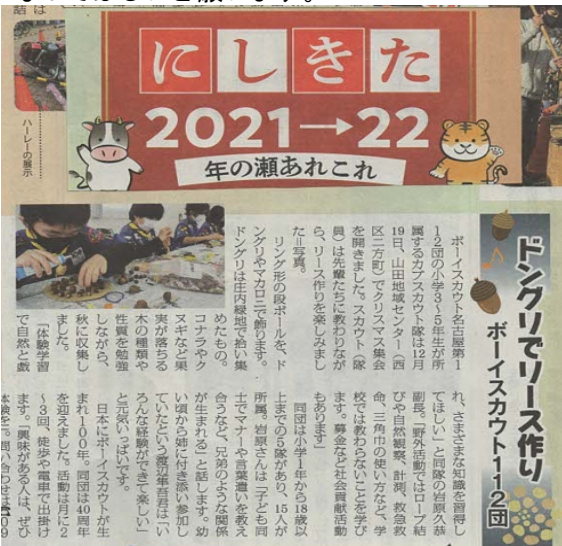 話は
ハーレーの展示
にしきた
2021→22
年の瀬あれこれ
ドングリでリース作り
ボーイスカウト112団
ボーイスカウト名古屋第1
12団の小学3〜5年生が所
属するカブスカウト隊は12月
19日、山田地域センター(西
区二方町)でクリスマス集会
を開きました。スカウト(隊
員)は先輩たちに教わりなが
ら、リース作りを楽しみまし
た=写真。
リング形の段ボールを、ド
ングリやマカロニで飾ります。
ドングリは庄内緑地で拾い集
めたもの。
コナラやク
ヌギなど果
実が落ちる
木の種類や
性質を勉強
しながら、
秋に収集し
ました。
「体験学習
で自然と戯
れ、さまざまな知識を習得し
てほしい」と同隊の岩原久恭
副長。「野外活動ではロープ結
びや自然観察、計測、救急救
命、三角巾の使い方など、学
校では教わらないことを学び
ます。募金など社会貢献活動
もあります」
同団は小学1年から18歳以
上までの5隊があり、15人が
所属。岩原さんは「子ども同
士でマナーや言葉遣いを教え
合うなど、兄弟のような関係
が生まれる」と話します。幼
い頃から姉に付き添い参加し
ていたという渡辺隼吾君は「い
ろんな経験ができて楽しい」
と元気いっぱいです。
日本にボーイスカウトが生
まれ100年。同団は40周年
を迎えました。活動は月に2
〜3回、徒歩や電車で出掛け
ます。「興味がある人は、ぜひ